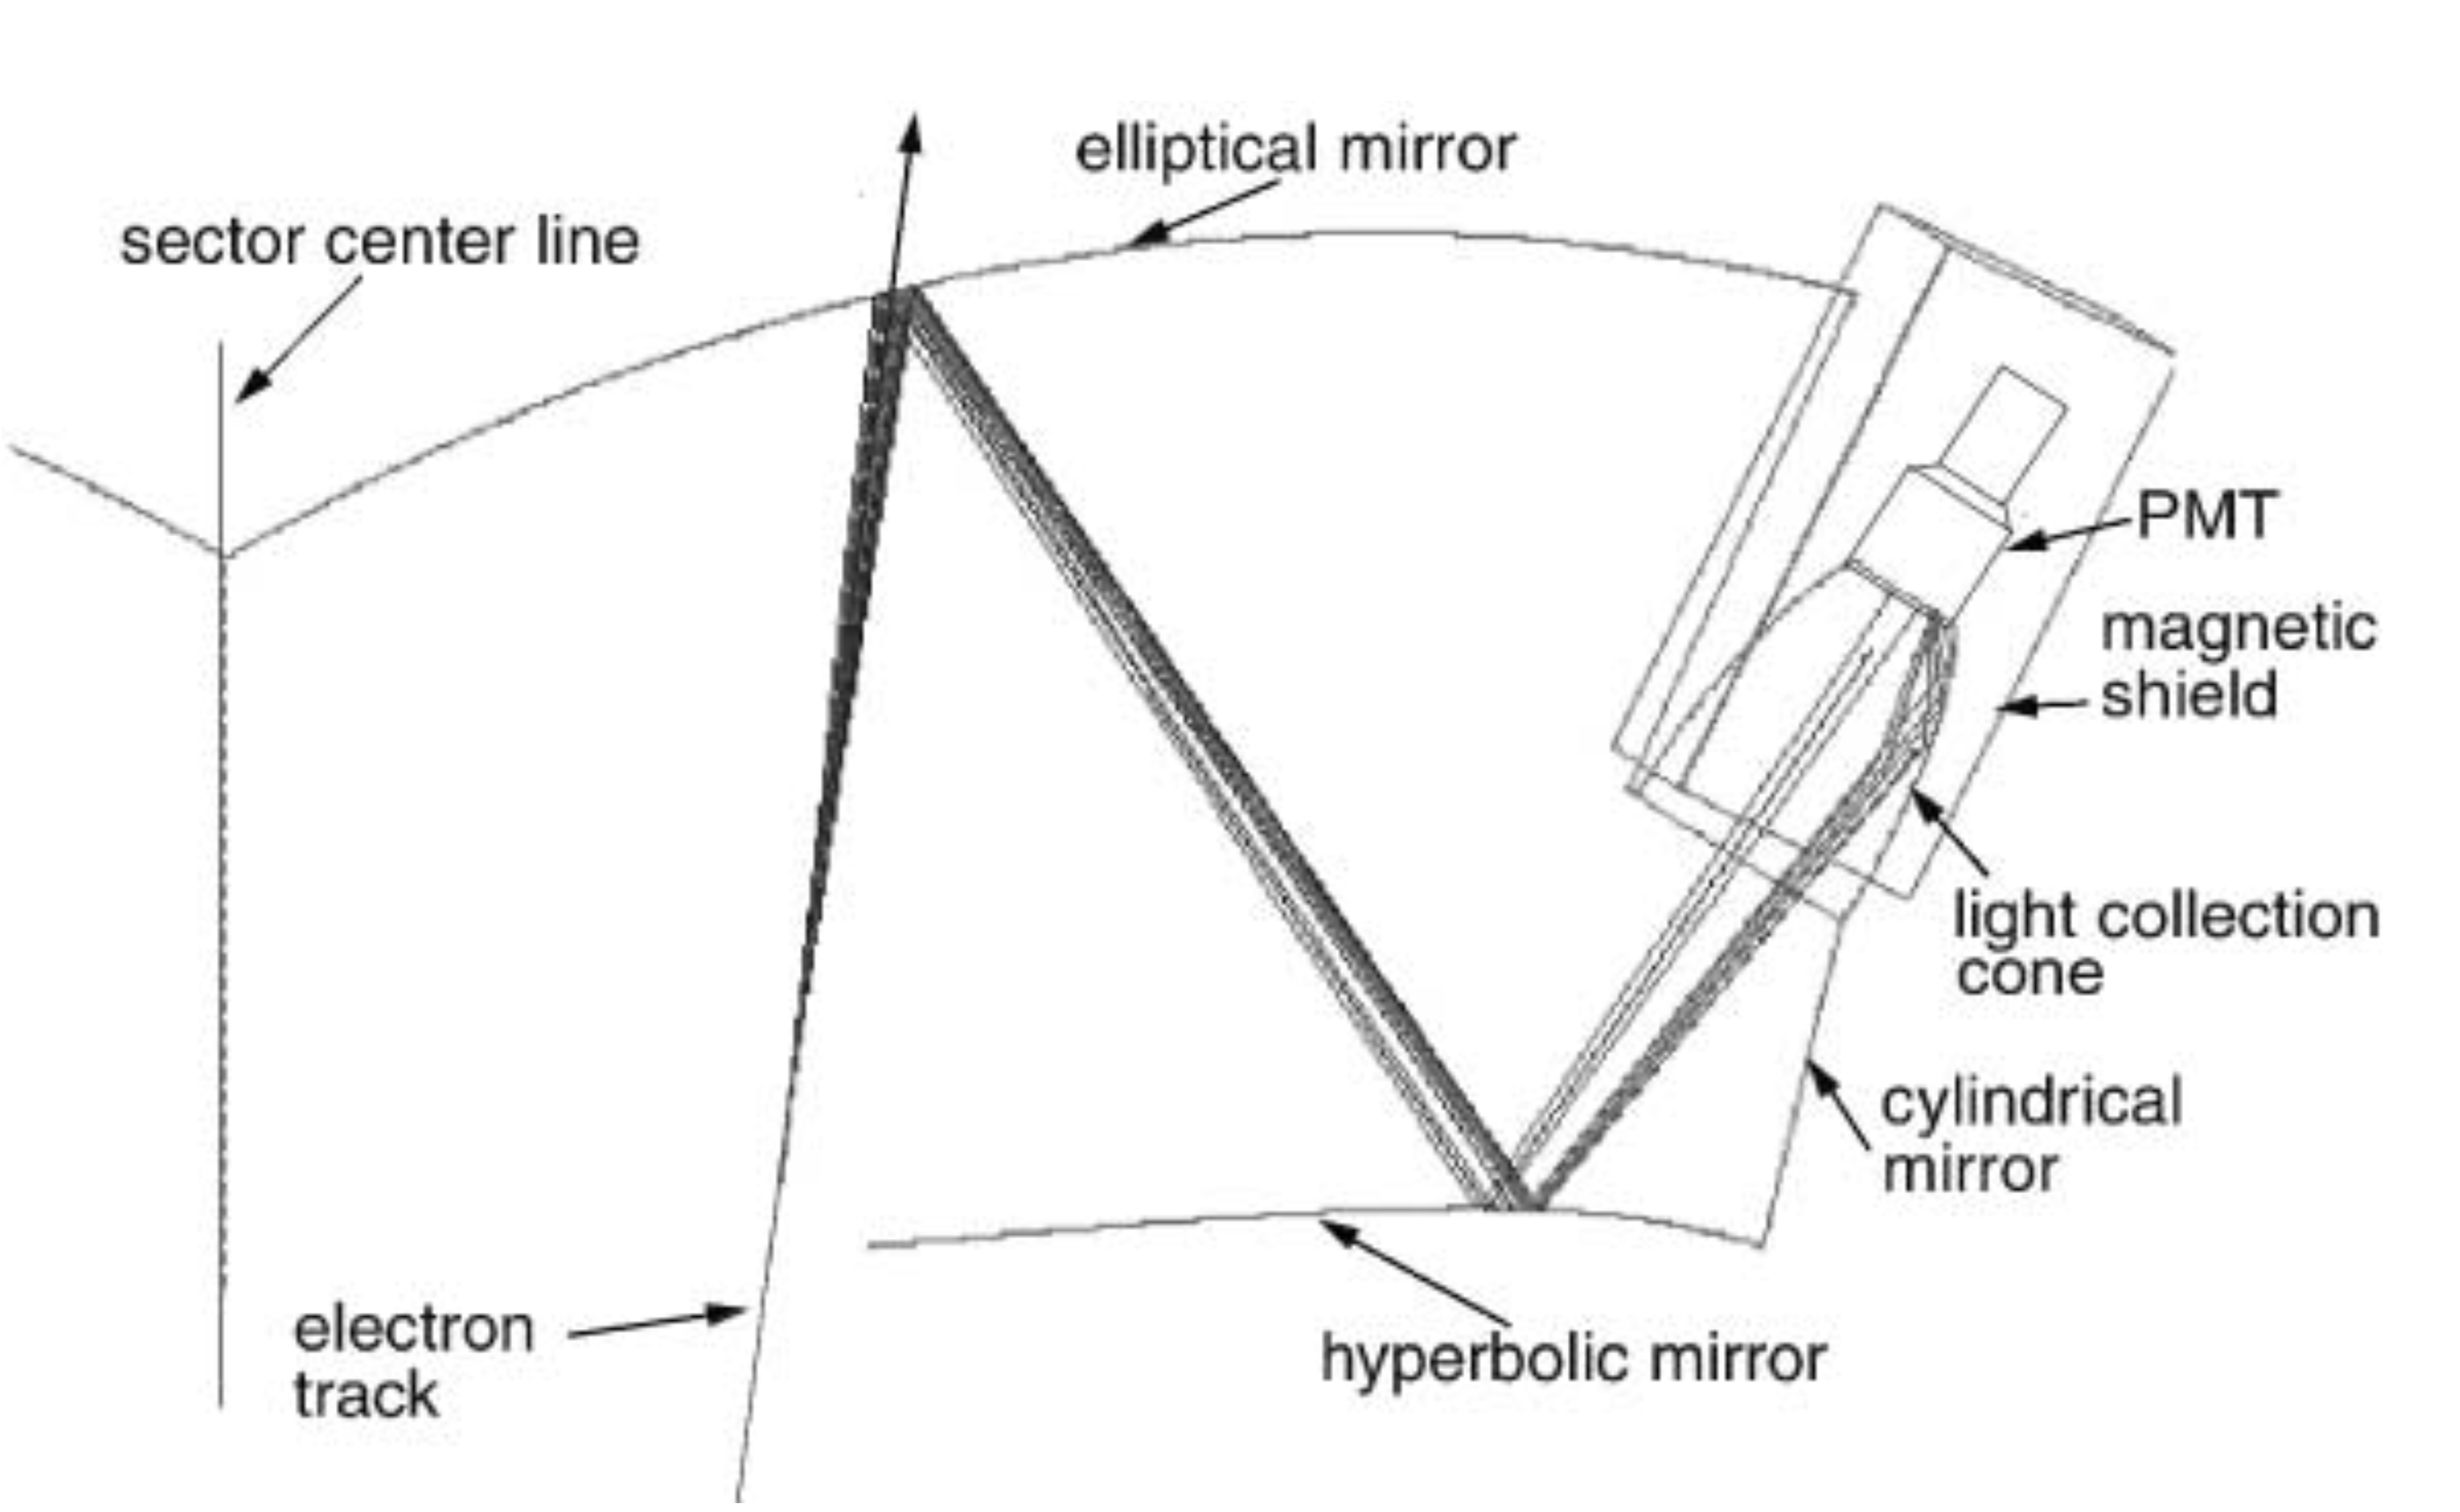 elliptical mirror
sector center line
PMT
magnetic
shield
light collection
cone
cylindrical
mirror
electron
track
hyperbolic mirror